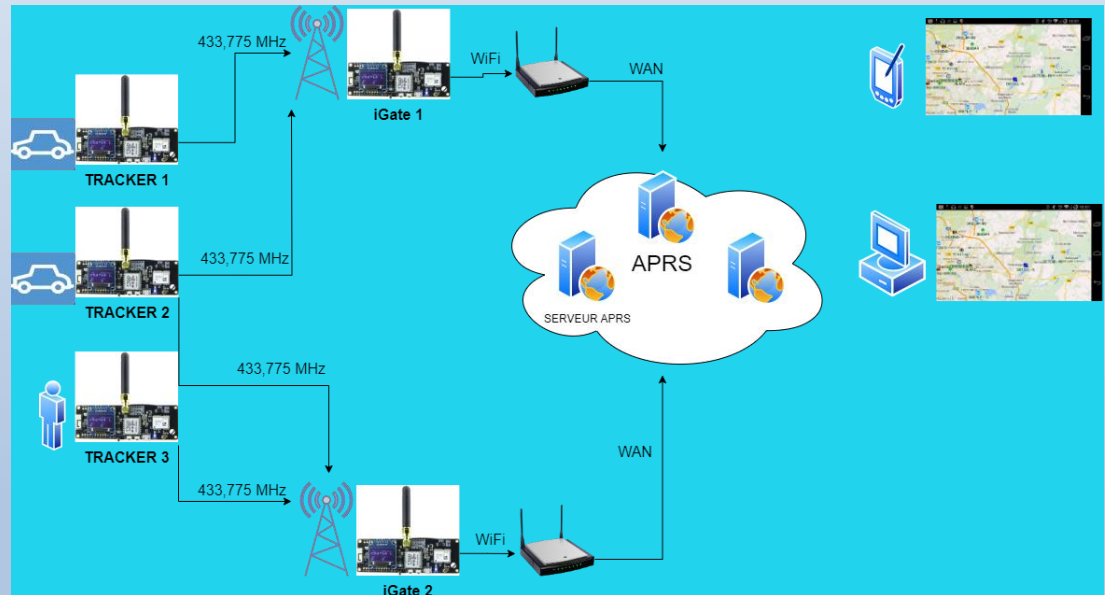 433,775 MHz
iGate 1
WiFi
WAN
TRACKER 1
433,775 MHz
TRACKER 2
APRS
SERVEUR APRS
433,775 MHz
TRACKER 3
433,775 MHz
WAN
WiFi
iGate 2